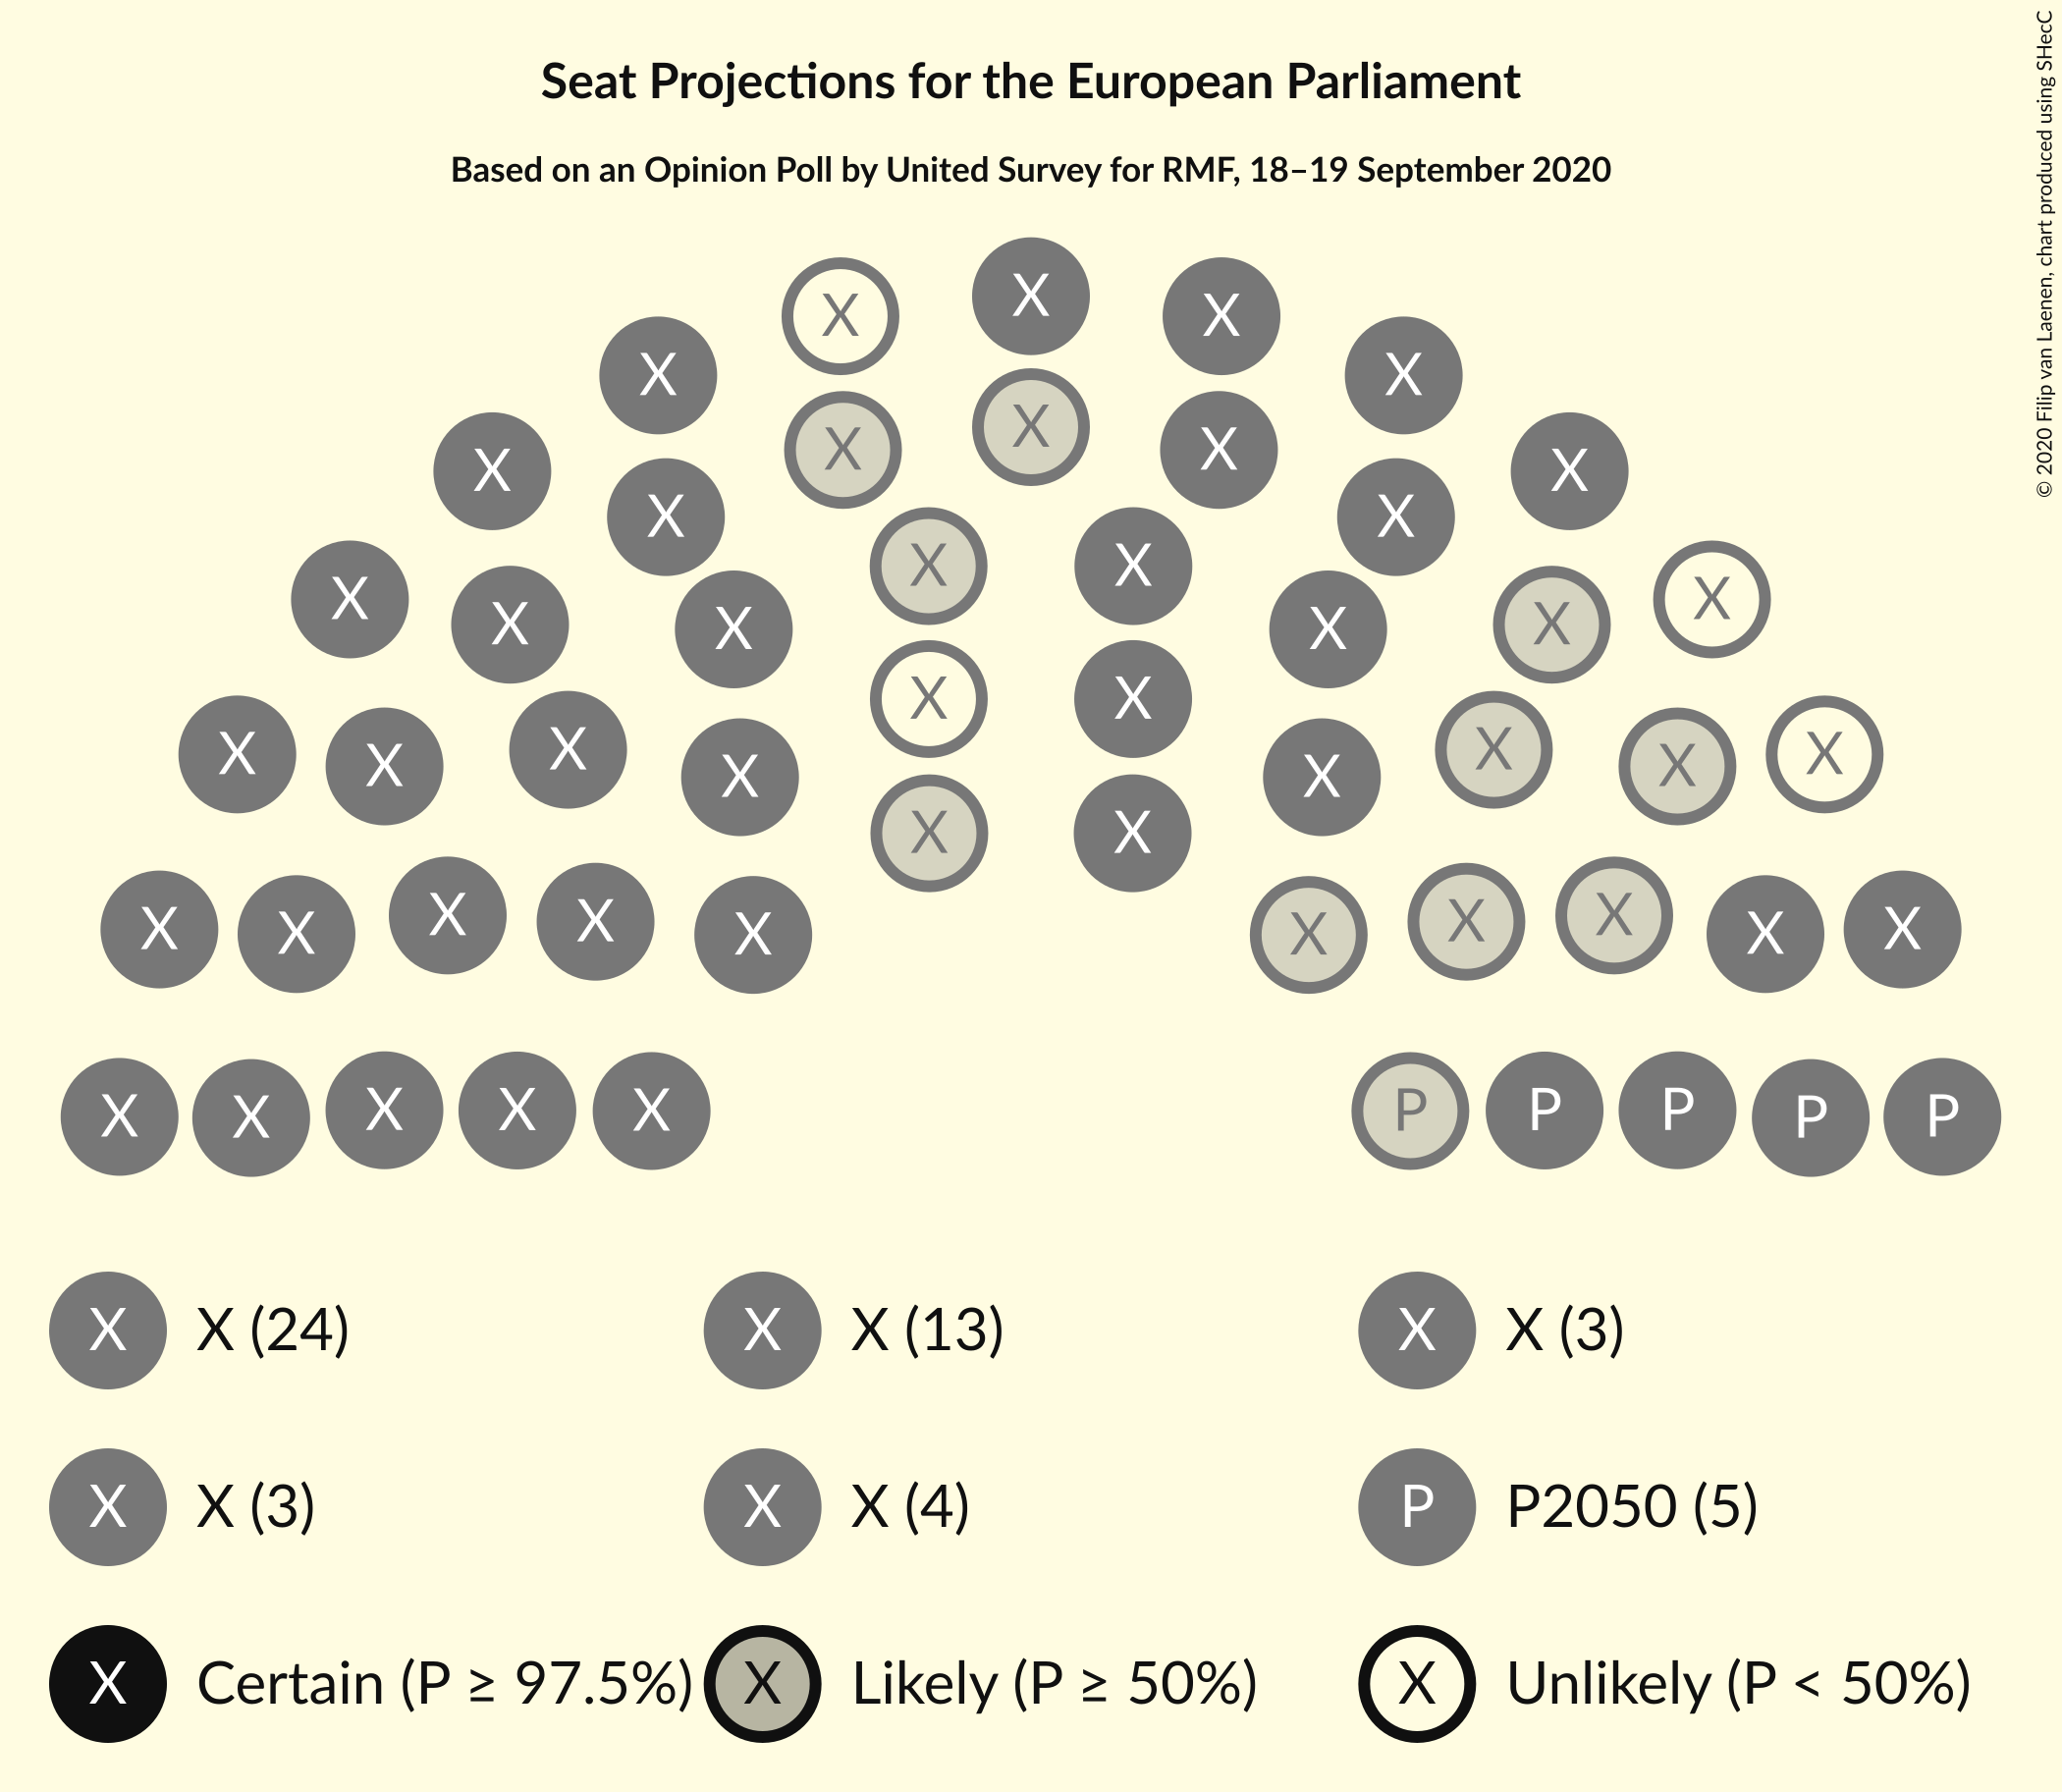 Seat Projections for the European Parliament
Based on an Opinion Poll by United Survey for RMF, 18–19 September 2020
© 2020 Filip van Laenen, chart produced using SHecC
X X X X X
X X X X X
X X X X
X X X X X
X X X X X
X X X X
X X X X
X X X X
X X X X
X X X X X
X X P P P P P
X X (24) X X (13) X X (3)
X X (3) X X (4) P P2050 (5)
X Certain (P ≥ 97.5%) X Likely (P ≥ 50%) X Unlikely (P < 50%)